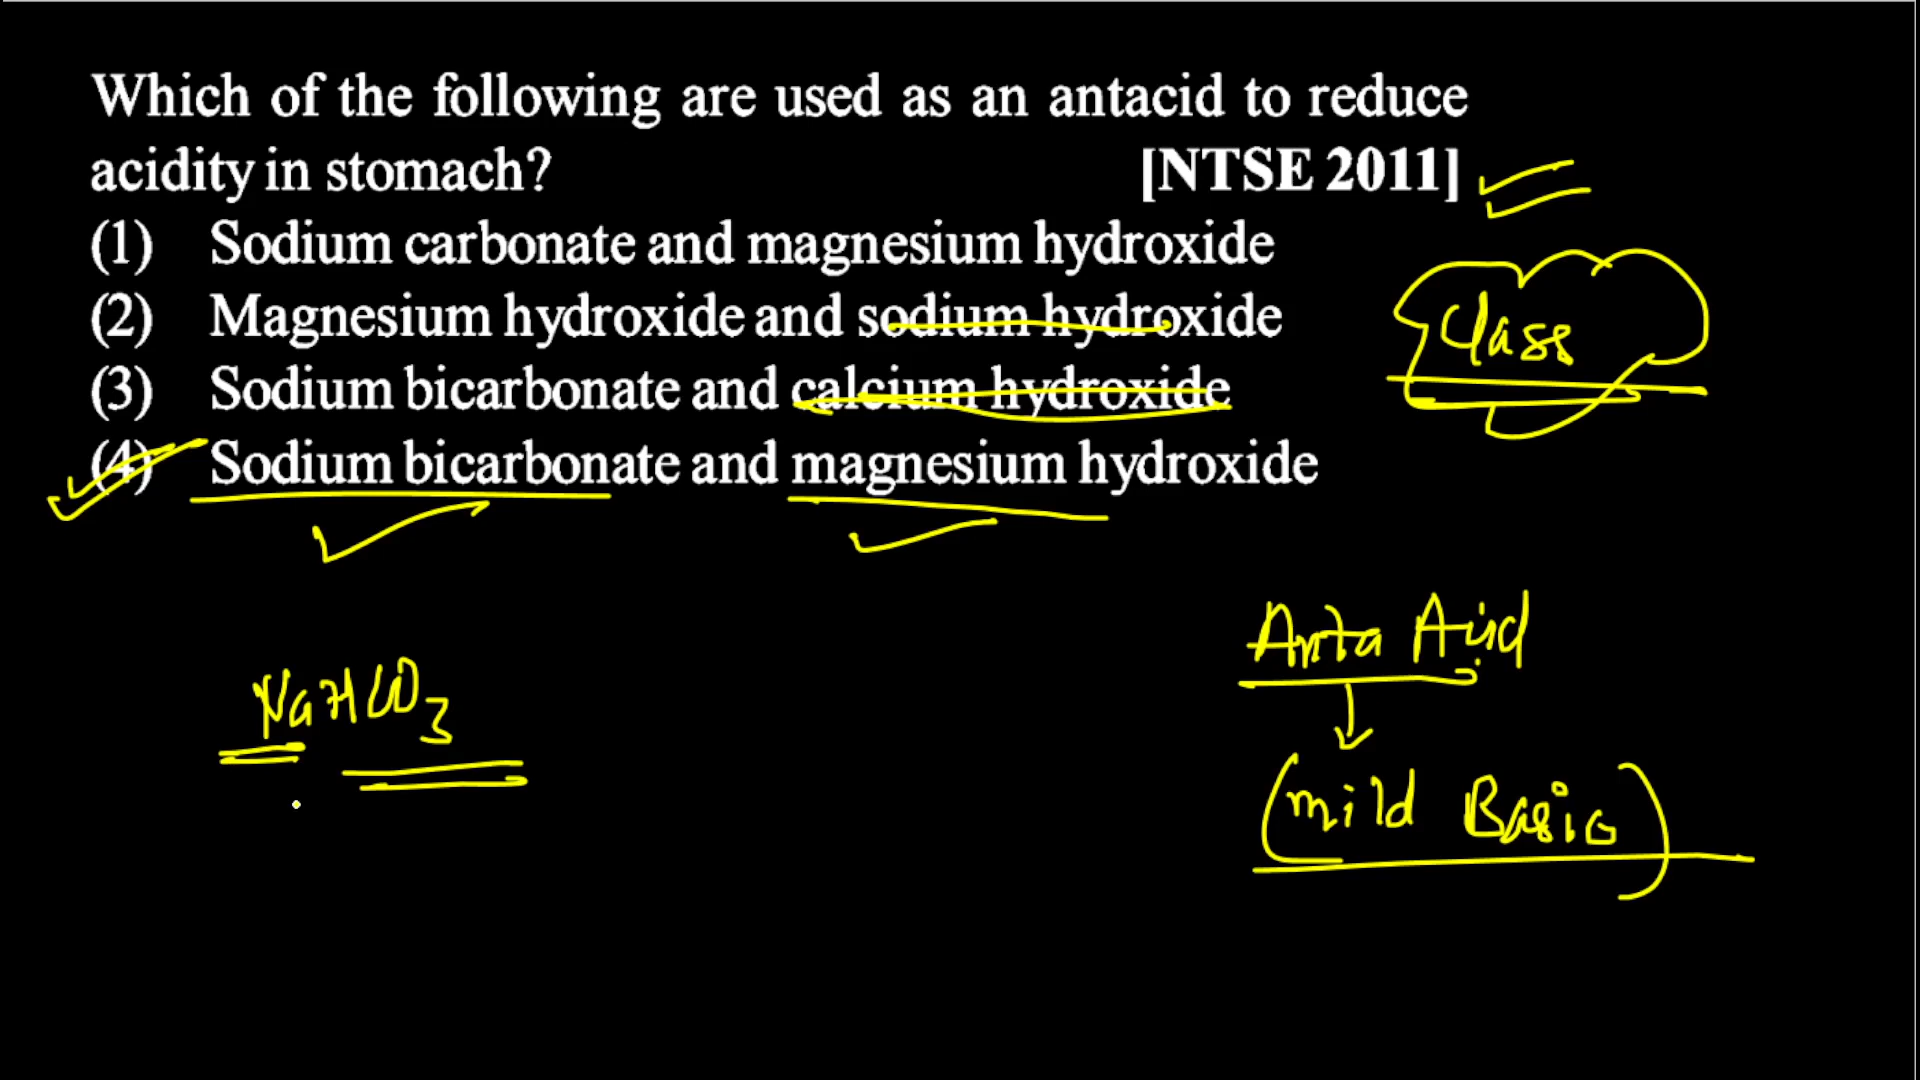 Which of the following are used as an antacid to reduce
acidity in stomach? [NTSE 2011]
(1) Sodium carbonate and magnesium hydroxide
(2) Magnesium hydroxide and sodium hydroxide
(3) Sodium bicarbonate and calcium hydroxide
(4) Sodium bicarbonate and magnesium hydroxide
Class
Anta Acid
NaHCO3
(mild Basic)